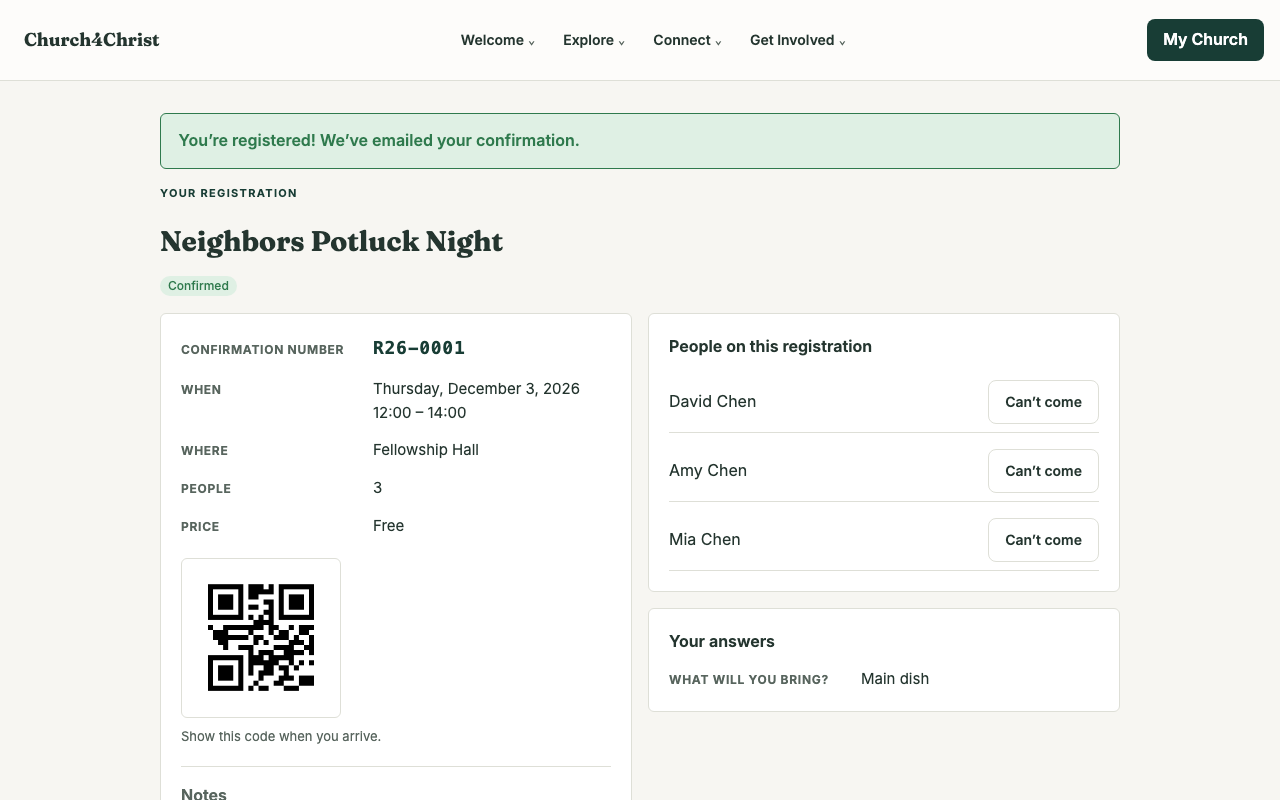 Church4Christ
Welcome
Explore
Connect
Get Involved
My Church
You’re registered! We’ve emailed your confirmation.
YOUR REGISTRATION
Neighbors Potluck Night
Confirmed
CONFIRMATION NUMBER R26–0001
WHEN Thursday, December 3, 2026
12:00 – 14:00
WHERE Fellowship Hall
PEOPLE 3
PRICE Free
Show this code when you arrive.
Notes
People on this registration
David Chen Can’t come
Amy Chen Can’t come
Mia Chen Can’t come
Your answers
WHAT WILL YOU BRING? Main dish